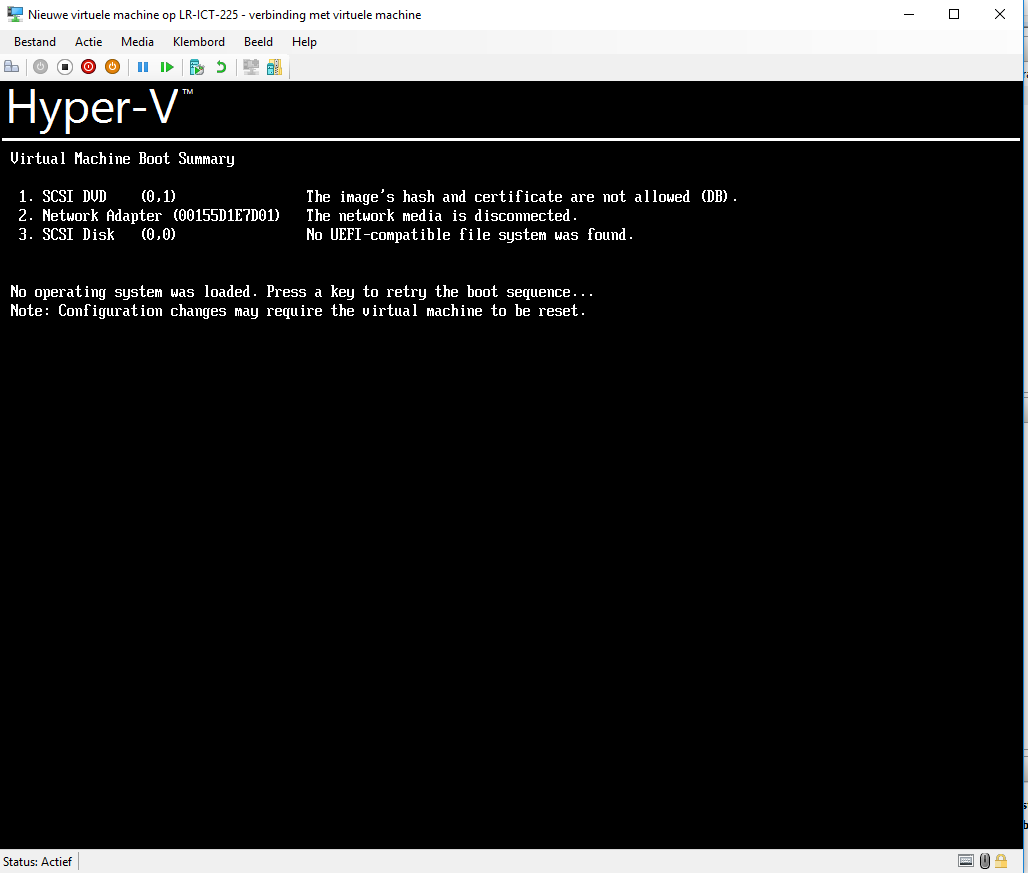 Nieuwe virtuele machine op LR-ICT-225 - verbinding met virtuele machine
Bestand Actie Media Klembord Beeld Help
Hyper-V™
Virtual Machine Boot Summary
1. SCSI DVD (0,1) The image's hash and certificate are not allowed (DB).
2. Network Adapter (00155D1E7D01) The network media is disconnected.
3. SCSI Disk (0,0) No UEFI-compatible file system was found.
No operating system was loaded. Press a key to retry the boot sequence...
Note: Configuration changes may require the virtual machine to be reset.
Status: Actief